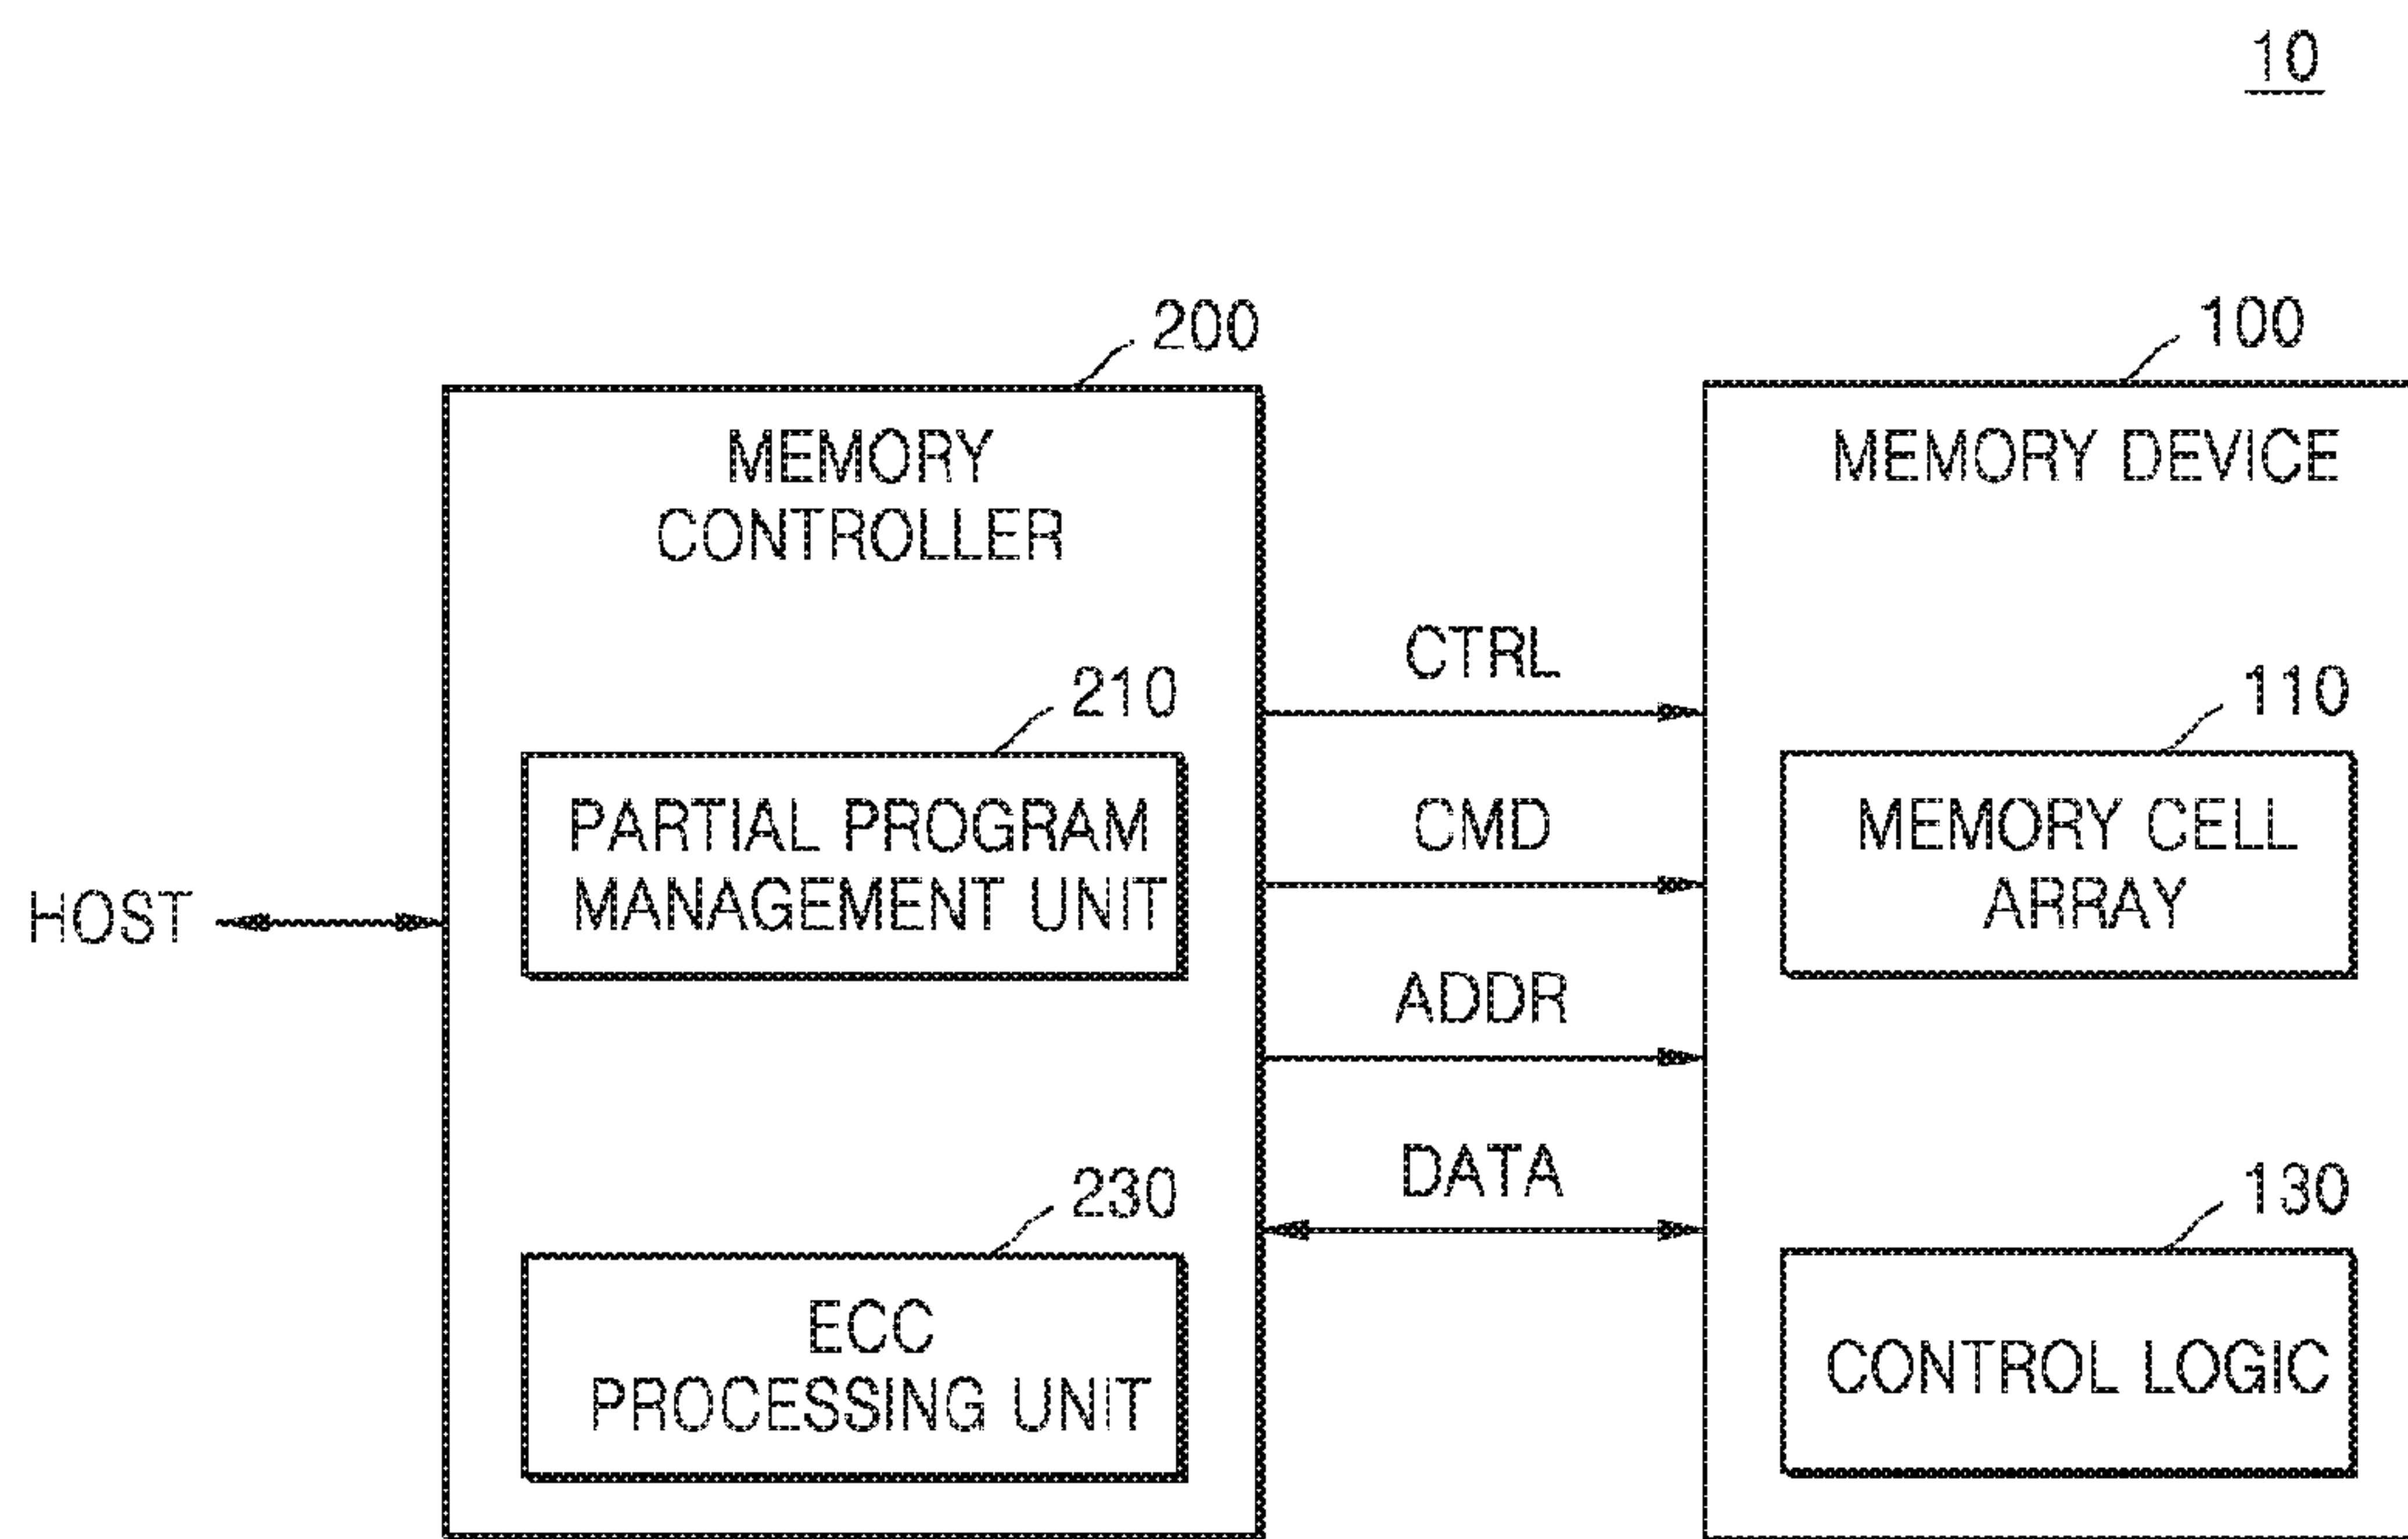 10
200
100
MEMORY
CONTROLLER
MEMORY DEVICE
CTRL
210
110
PARTIAL PROGRAM
MANAGEMENT UNIT
CMD
MEMORY CELL
ARRAY
HOST
ADDR
DATA
230
130
ECC
PROCESSING UNIT
CONTROL LOGIC